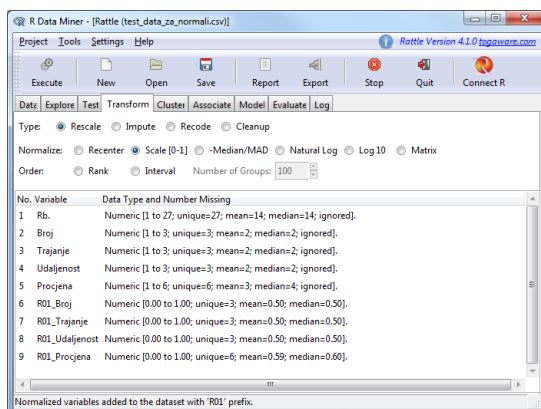 R Data Miner - [Rattle (test_data_za_normali.csv)]
Project Tools Settings Help Rattle Version 4.1.0 togaware.com
Execute New Open Save Report Export Stop Quit Connect R
Data Explore Test Transform Cluster Associate Model Evaluate Log
Type: Rescale Impute Recode Cleanup
Normalize: Recenter Scale [0-1] -Median/MAD Natural Log Log 10 Matrix
Order: Rank Interval Number of Groups: 100
No. Variable Data Type and Number Missing
1 Rb. Numeric [1 to 27; unique=27; mean=14; median=14; ignored].
2 Broj Numeric [1 to 3; unique=3; mean=2; median=2; ignored].
3 Trajanje Numeric [1 to 3; unique=3; mean=2; median=2; ignored].
4 Udaljenost Numeric [1 to 3; unique=3; mean=2; median=2; ignored].
5 Procjena Numeric [1 to 6; unique=6; mean=3; median=4; ignored].
6 R01_Broj Numeric [0.00 to 1.00; unique=3; mean=0.50; median=0.50].
7 R01_Trajanje Numeric [0.00 to 1.00; unique=3; mean=0.50; median=0.50].
8 R01_Udaljenost Numeric [0.00 to 1.00; unique=3; mean=0.50; median=0.50].
9 R01_Procjena Numeric [0.00 to 1.00; unique=6; mean=0.59; median=0.60].
Normalized variables added to the dataset with 'R01' prefix.